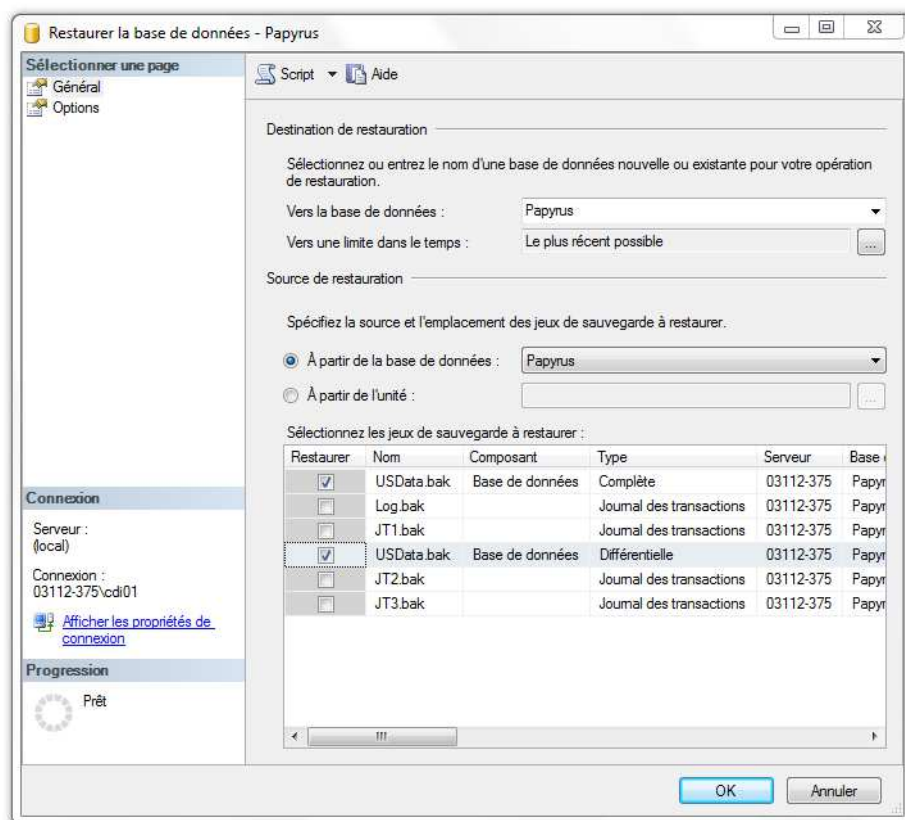 Restaurer la base de données - Papyrus
Sélectionner une page
Général
Options
Script
Aide
Destination de restauration
Sélectionnez ou entrez le nom d'une base de données nouvelle ou existante pour votre opération
de restauration.
Vers la base de données : Papyrus
Vers une limite dans le temps : Le plus récent possible ...
Source de restauration
Spécifiez la source et l'emplacement des jeux de sauvegarde à restaurer.
À partir de la base de données : Papyrus
À partir de l'unité : ...
Sélectionnez les jeux de sauvegarde à restaurer :
Restaurer Nom Composant Type Serveur Base
USData.bak Base de données Complète 03112-375 Papyr
Log.bak Journal des transactions 03112-375 Papyr
JT1.bak Journal des transactions 03112-375 Papyr
USData.bak Base de données Différentielle 03112-375 Papyr
JT2.bak Journal des transactions 03112-375 Papyr
JT3.bak Journal des transactions 03112-375 Papyr
Connexion
Serveur :
(local)
Connexion :
03112-375\cdi01
Afficher les propriétés de
connexion
Progression
Prêt
OK Annuler